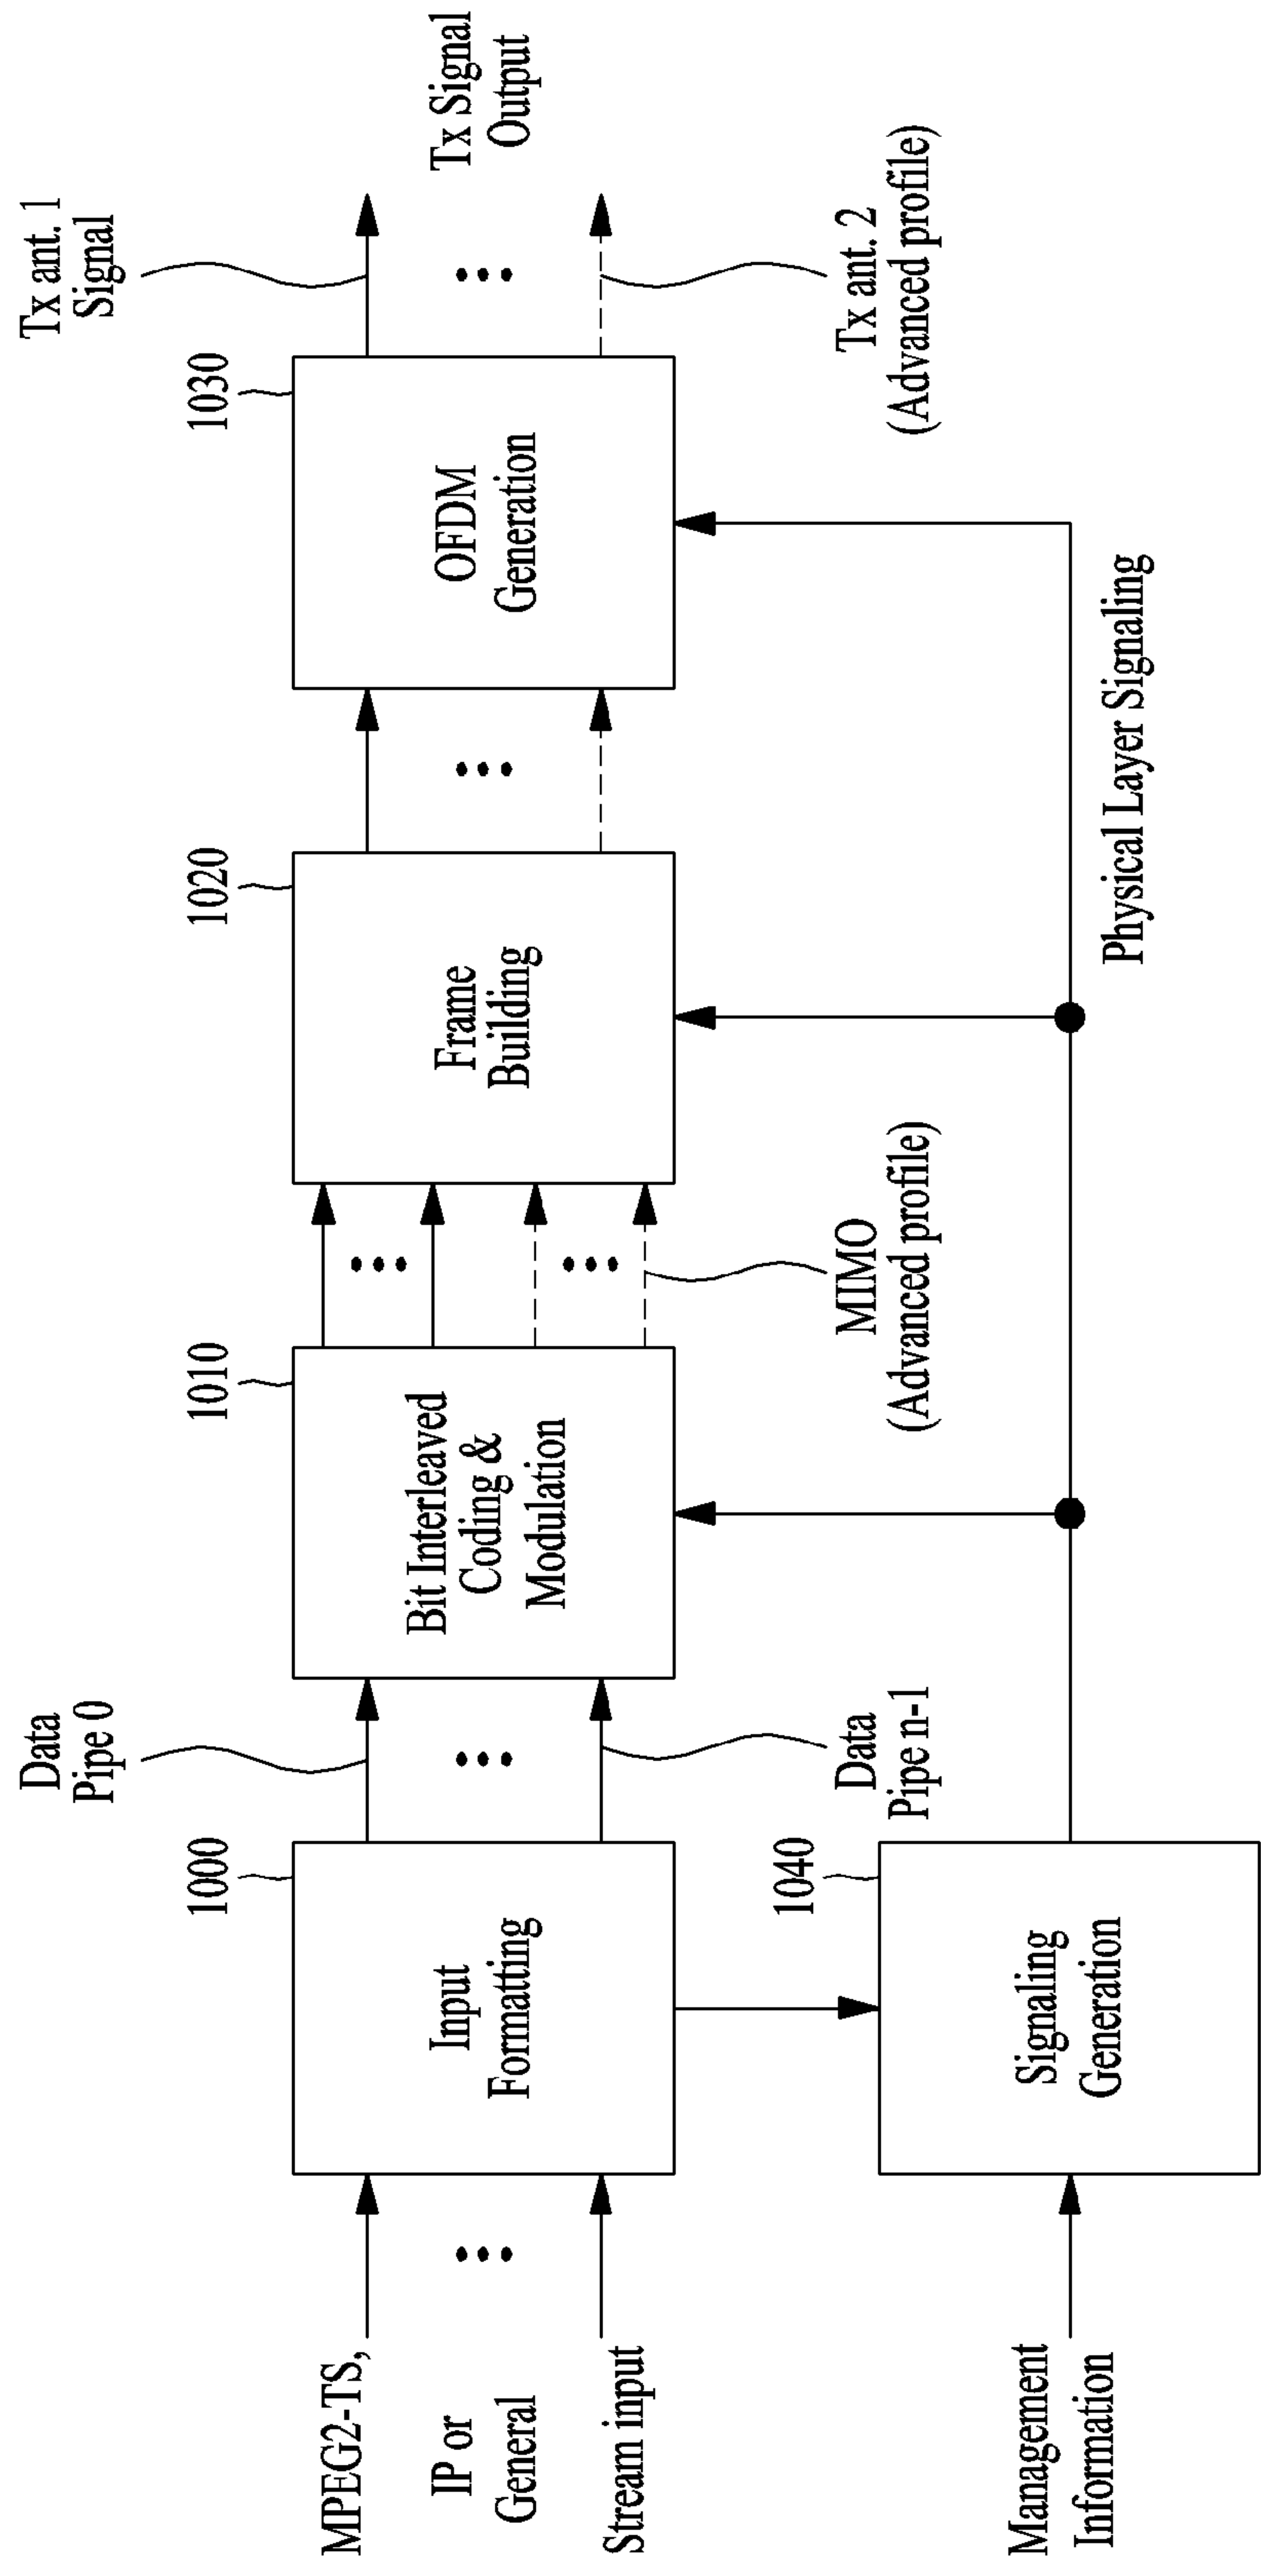 MPEG2-TS,
IP or
General
Stream input
1000
Input
Formatting
Data
Pipe 0
Data
Pipe n-1
1010
Bit Interleaved
Coding &
Modulation
MIMO
(Advanced profile)
1020
Frame
Building
1030
OFDM
Generation
Tx ant. 1
Signal
Tx Signal
Output
Tx ant. 2
(Advanced profile)
Management
Information
1040
Signaling
Generation
Physical Layer Signaling